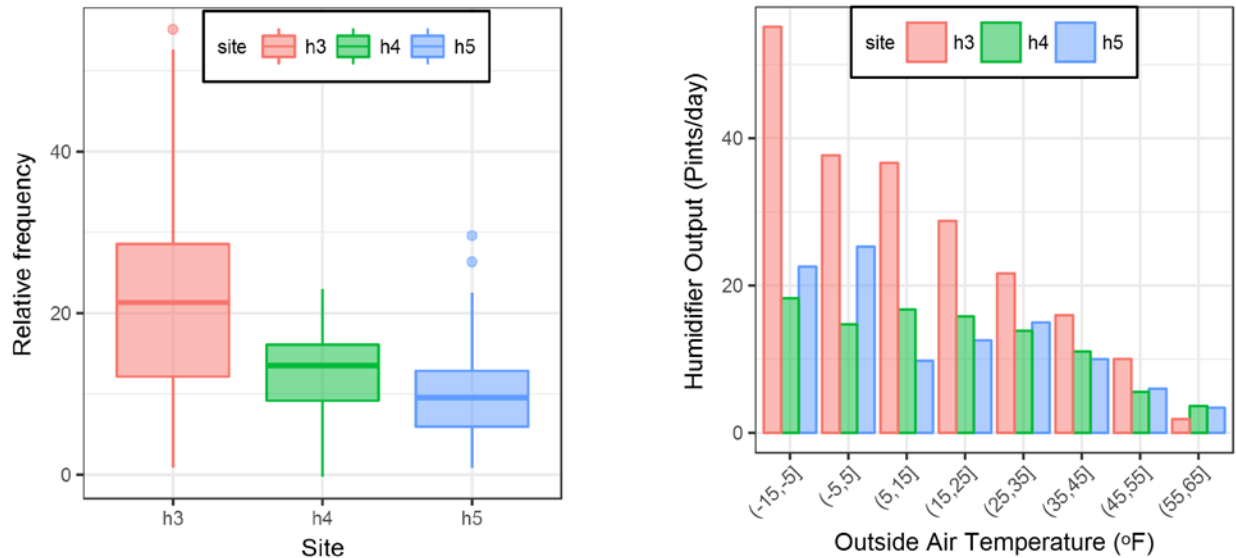 site h3 h4 h5
Relative frequency
40
20
0
h3 h4 h5
Site
site h3 h4 h5
Humidifier Output (Pints/day)
40
20
0
(-15,-5] (-5,5] (5,15] (15,25] (25,35] (35,45] (45,55] (55,65]
Outside Air Temperature (ºF)